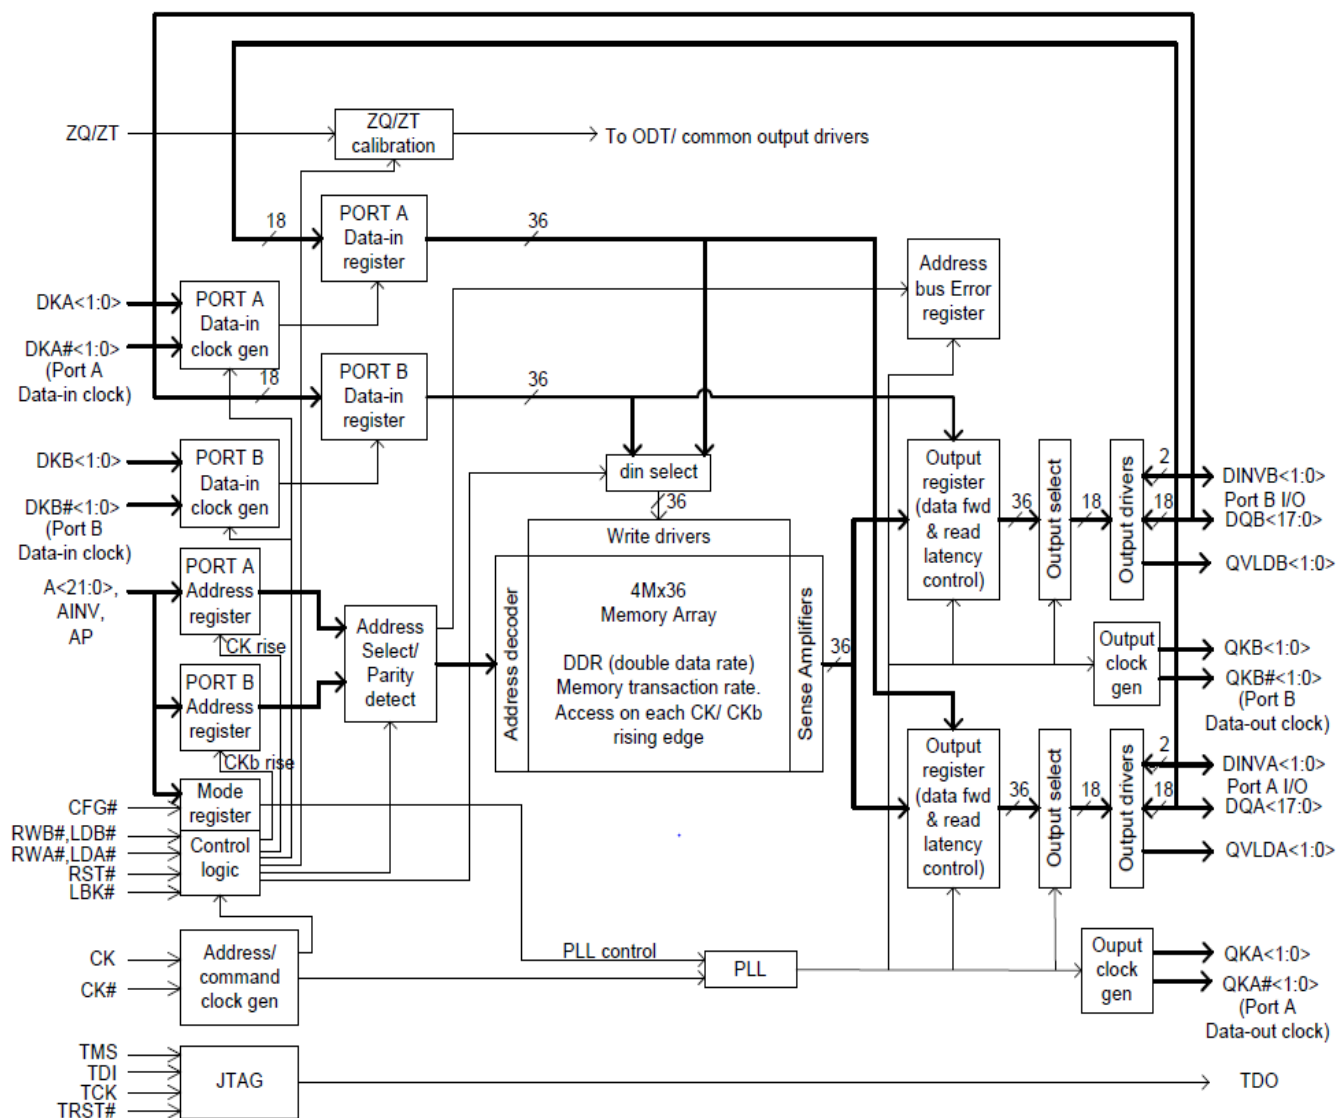 ZQ/ZT
ZQ/ZT
calibration
To ODT/ common output drivers
18
PORT A
Data-in
register
36
Address
bus Error
register
DKA<1:0>
DKA#<1:0>
(Port A
Data-in clock)
PORT A
Data-in
clock gen
18
PORT B
Data-in
register
36
DKB<1:0>
DKB#<1:0>
(Port B
Data-in clock)
PORT B
Data-in
clock gen
din select
36
Output
register
(data fwd
& read
latency
control)
36
Output select
18
Output drivers
2
18
DINVB<1:0>
Port B I/O
DQB<17:0>
QVLDB<1:0>
A<21:0>,
AINV,
AP
PORT A
Address
register
CK rise
PORT B
Address
register
CKb rise
Address
Select/
Parity
detect
Write drivers
Address decoder
4Mx36
Memory Array
DDR (double data rate)
Memory transaction rate.
Access on each CK/ CKb
rising edge
Sense Amplifiers
36
Output
clock
gen
QKB<1:0>
QKB#<1:0>
(Port B
Data-out clock)
Output
register
(data fwd
& read
latency
control)
36
Output select
18
Output drivers
2
18
DINVA<1:0>
Port A I/O
DQA<17:0>
QVLDA<1:0>
CFG#
RWB#,LDB#
RWA#,LDA#
RST#
LBK#
Mode
register
Control
logic
CK
CK#
Address/
command
clock gen
PLL control
PLL
Ouput
clock
gen
QKA<1:0>
QKA#<1:0>
(Port A
Data-out clock)
TMS
TDI
TCK
TRST#
JTAG
TDO